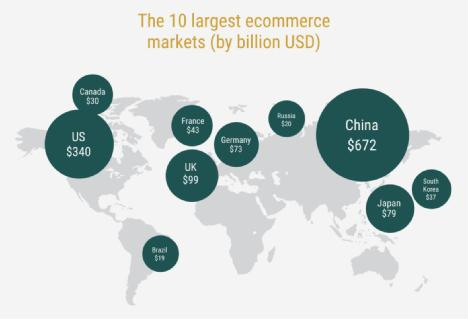 The 10 largest ecommerce
markets (by billion USD)
Canada
$30
US
$340
France
$43
UK
$99
Germany
$73
Russia
$20
China
$672
South
Korea
$37
Japan
$79
Brazil
$19